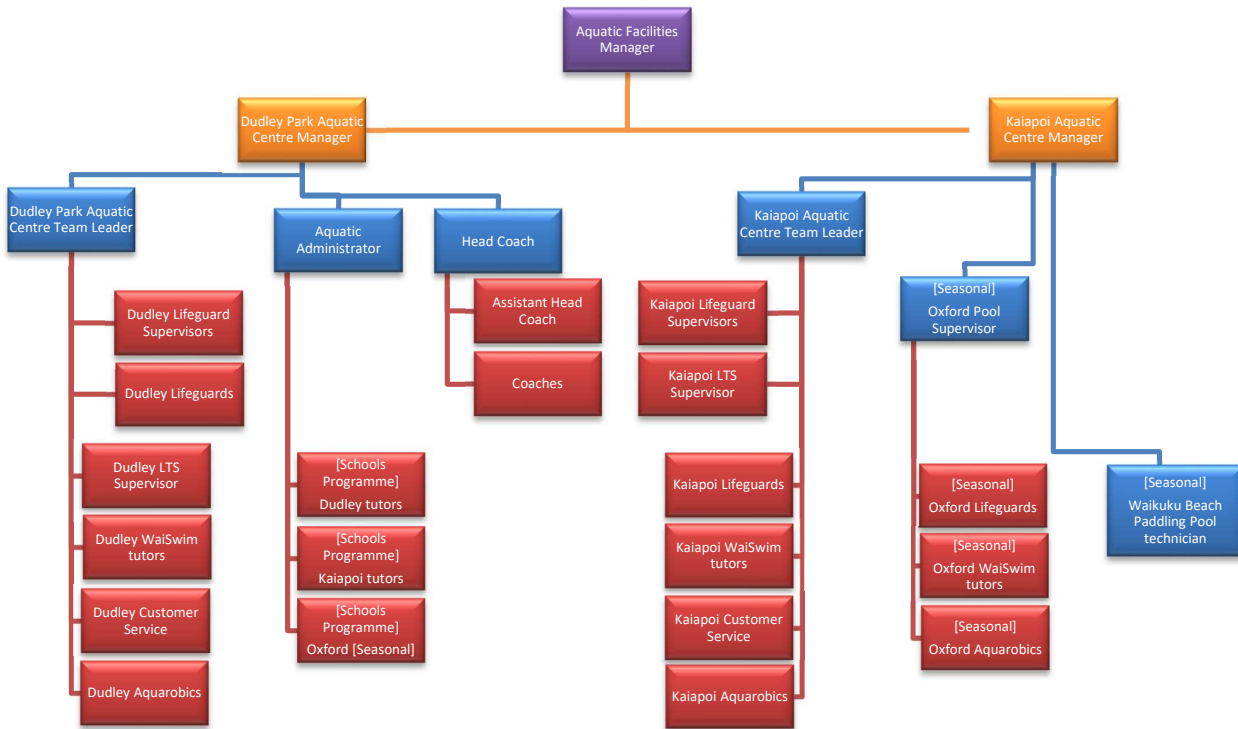 Aquatic Facilities
Manager
Dudley Park Aquatic
Centre Manager
Kaiapoi Aquatic
Centre Manager
Dudley Park Aquatic
Centre Team Leader
Aquatic
Administrator
Head Coach
Kaiapoi Aquatic
Centre Team Leader
[Seasonal]
Oxford Pool
Supervisor
Dudley Lifeguard
Supervisors
Dudley Lifeguards
Dudley LTS
Supervisor
Dudley WaiSwim
tutors
Dudley Customer
Service
Dudley Aquarobics
[Schools
Programme]
Dudley tutors
[Schools
Programme]
Kaiapoi tutors
[Schools
Programme]
Oxford [Seasonal]
Assistant Head
Coach
Coaches
Kaiapoi Lifeguard
Supervisors
Kaiapoi LTS
Supervisor
Kaiapoi Lifeguards
Kaiapoi WaiSwim
tutors
Kaiapoi Customer
Service
Kaiapoi Aquarobics
[Seasonal]
Oxford Lifeguards
[Seasonal]
Oxford WaiSwim
tutors
[Seasonal]
Oxford Aquarobics
[Seasonal]
Waikuku Beach
Paddling Pool
technician